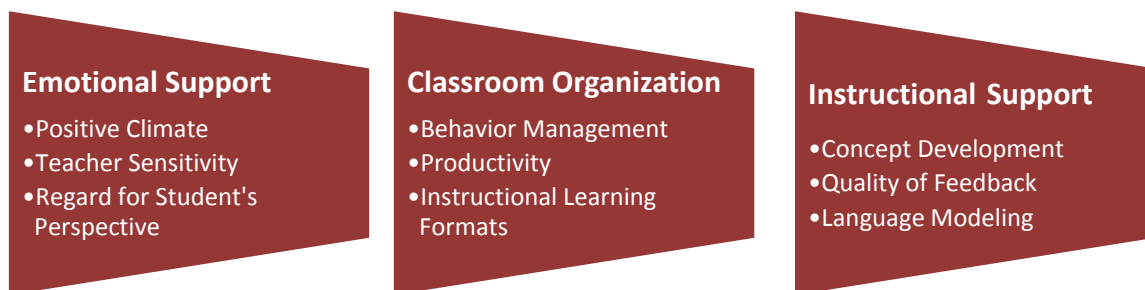 Emotional Support
•Positive Climate
•Teacher Sensitivity
•Regard for Student's
Perspective
Classroom Organization
•Behavior Management
•Productivity
•Instructional Learning
Formats
Instructional Support
•Concept Development
•Quality of Feedback
•Language Modeling